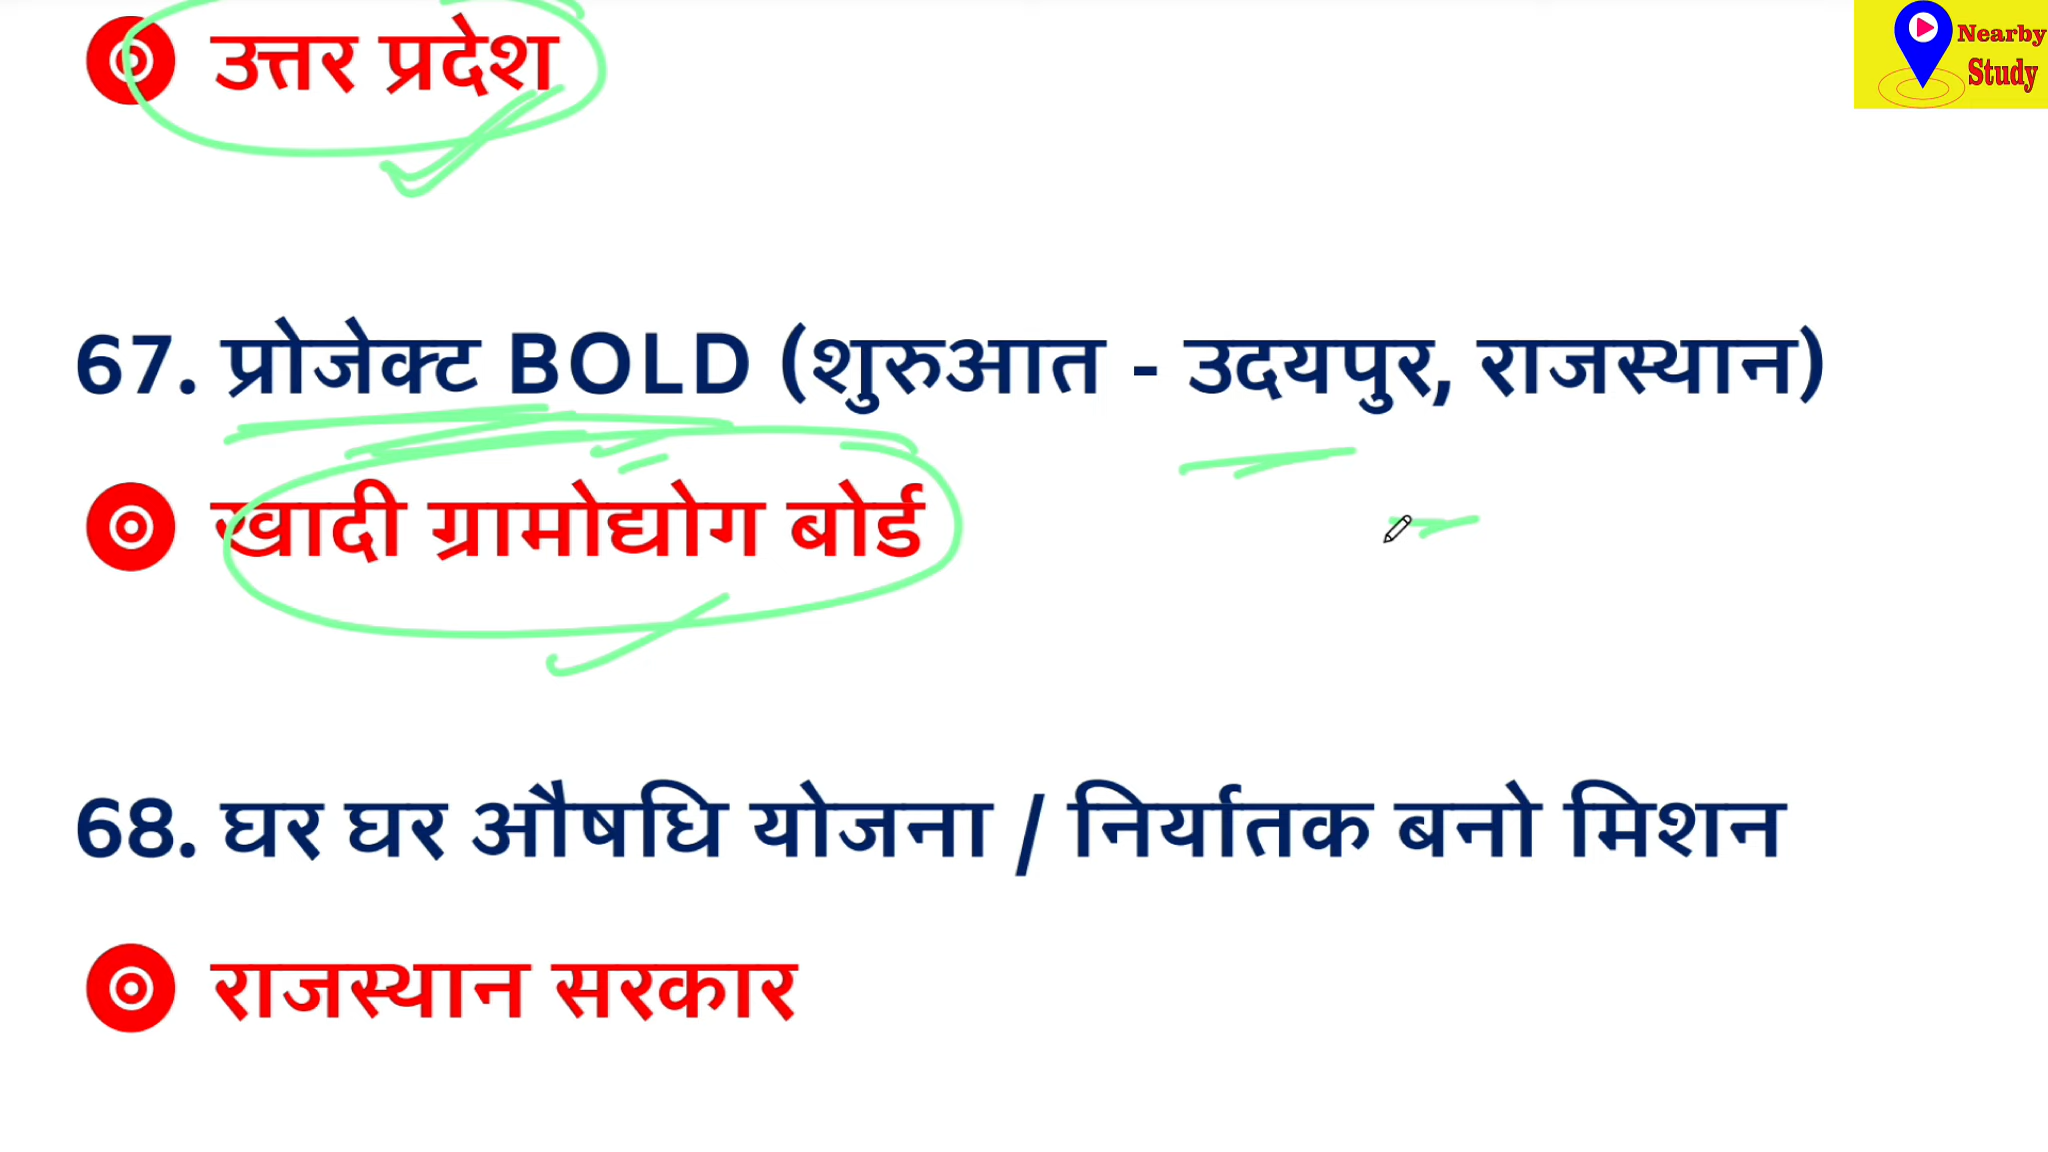 Nearby
Study
उत्तर प्रदेश
67. प्रोजेक्ट BOLD (शुरुआत - उदयपुर, राजस्थान)
खादी ग्रामोद्योग बोर्ड
68. घर घर औषधि योजना / निर्यातक बनो मिशन
राजस्थान सरकार